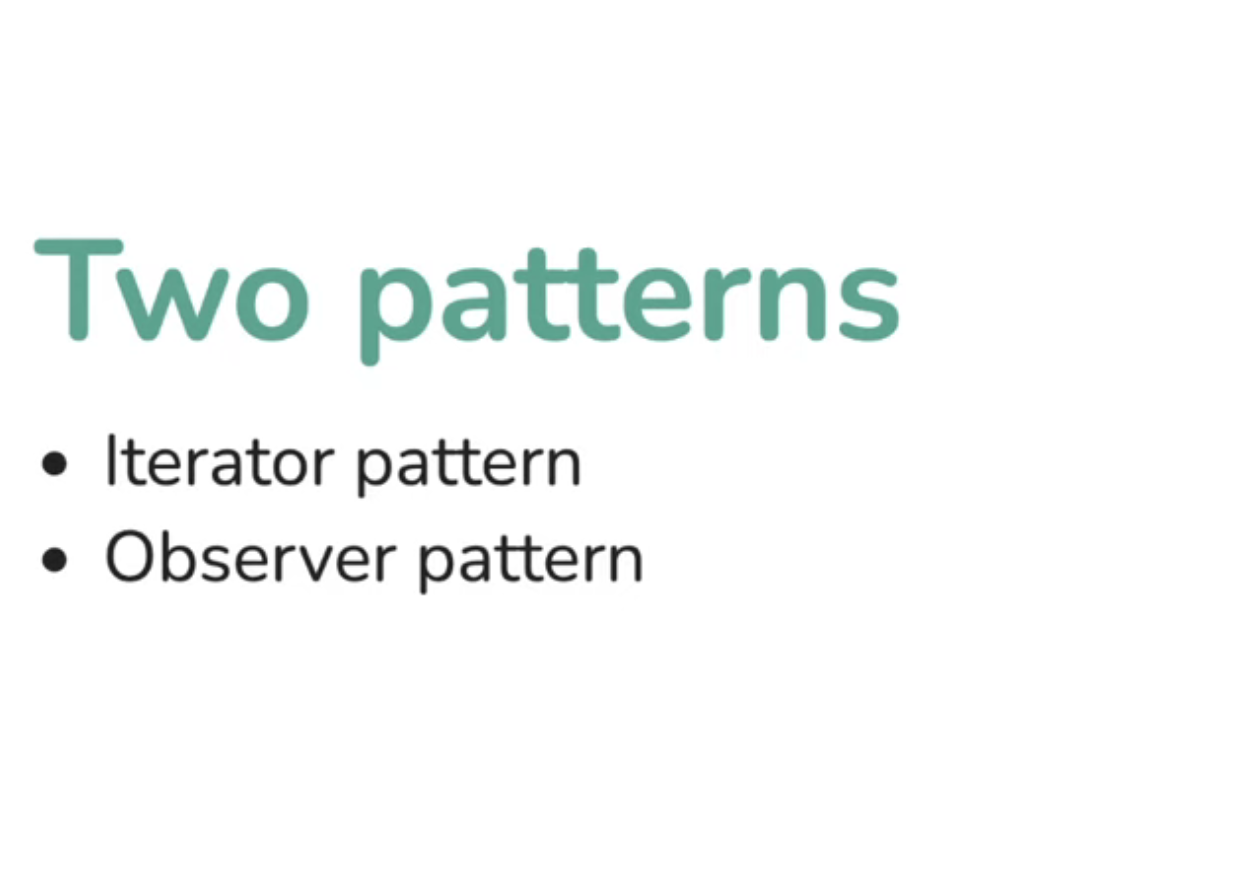 Two patterns
• Iterator pattern
• Observer pattern